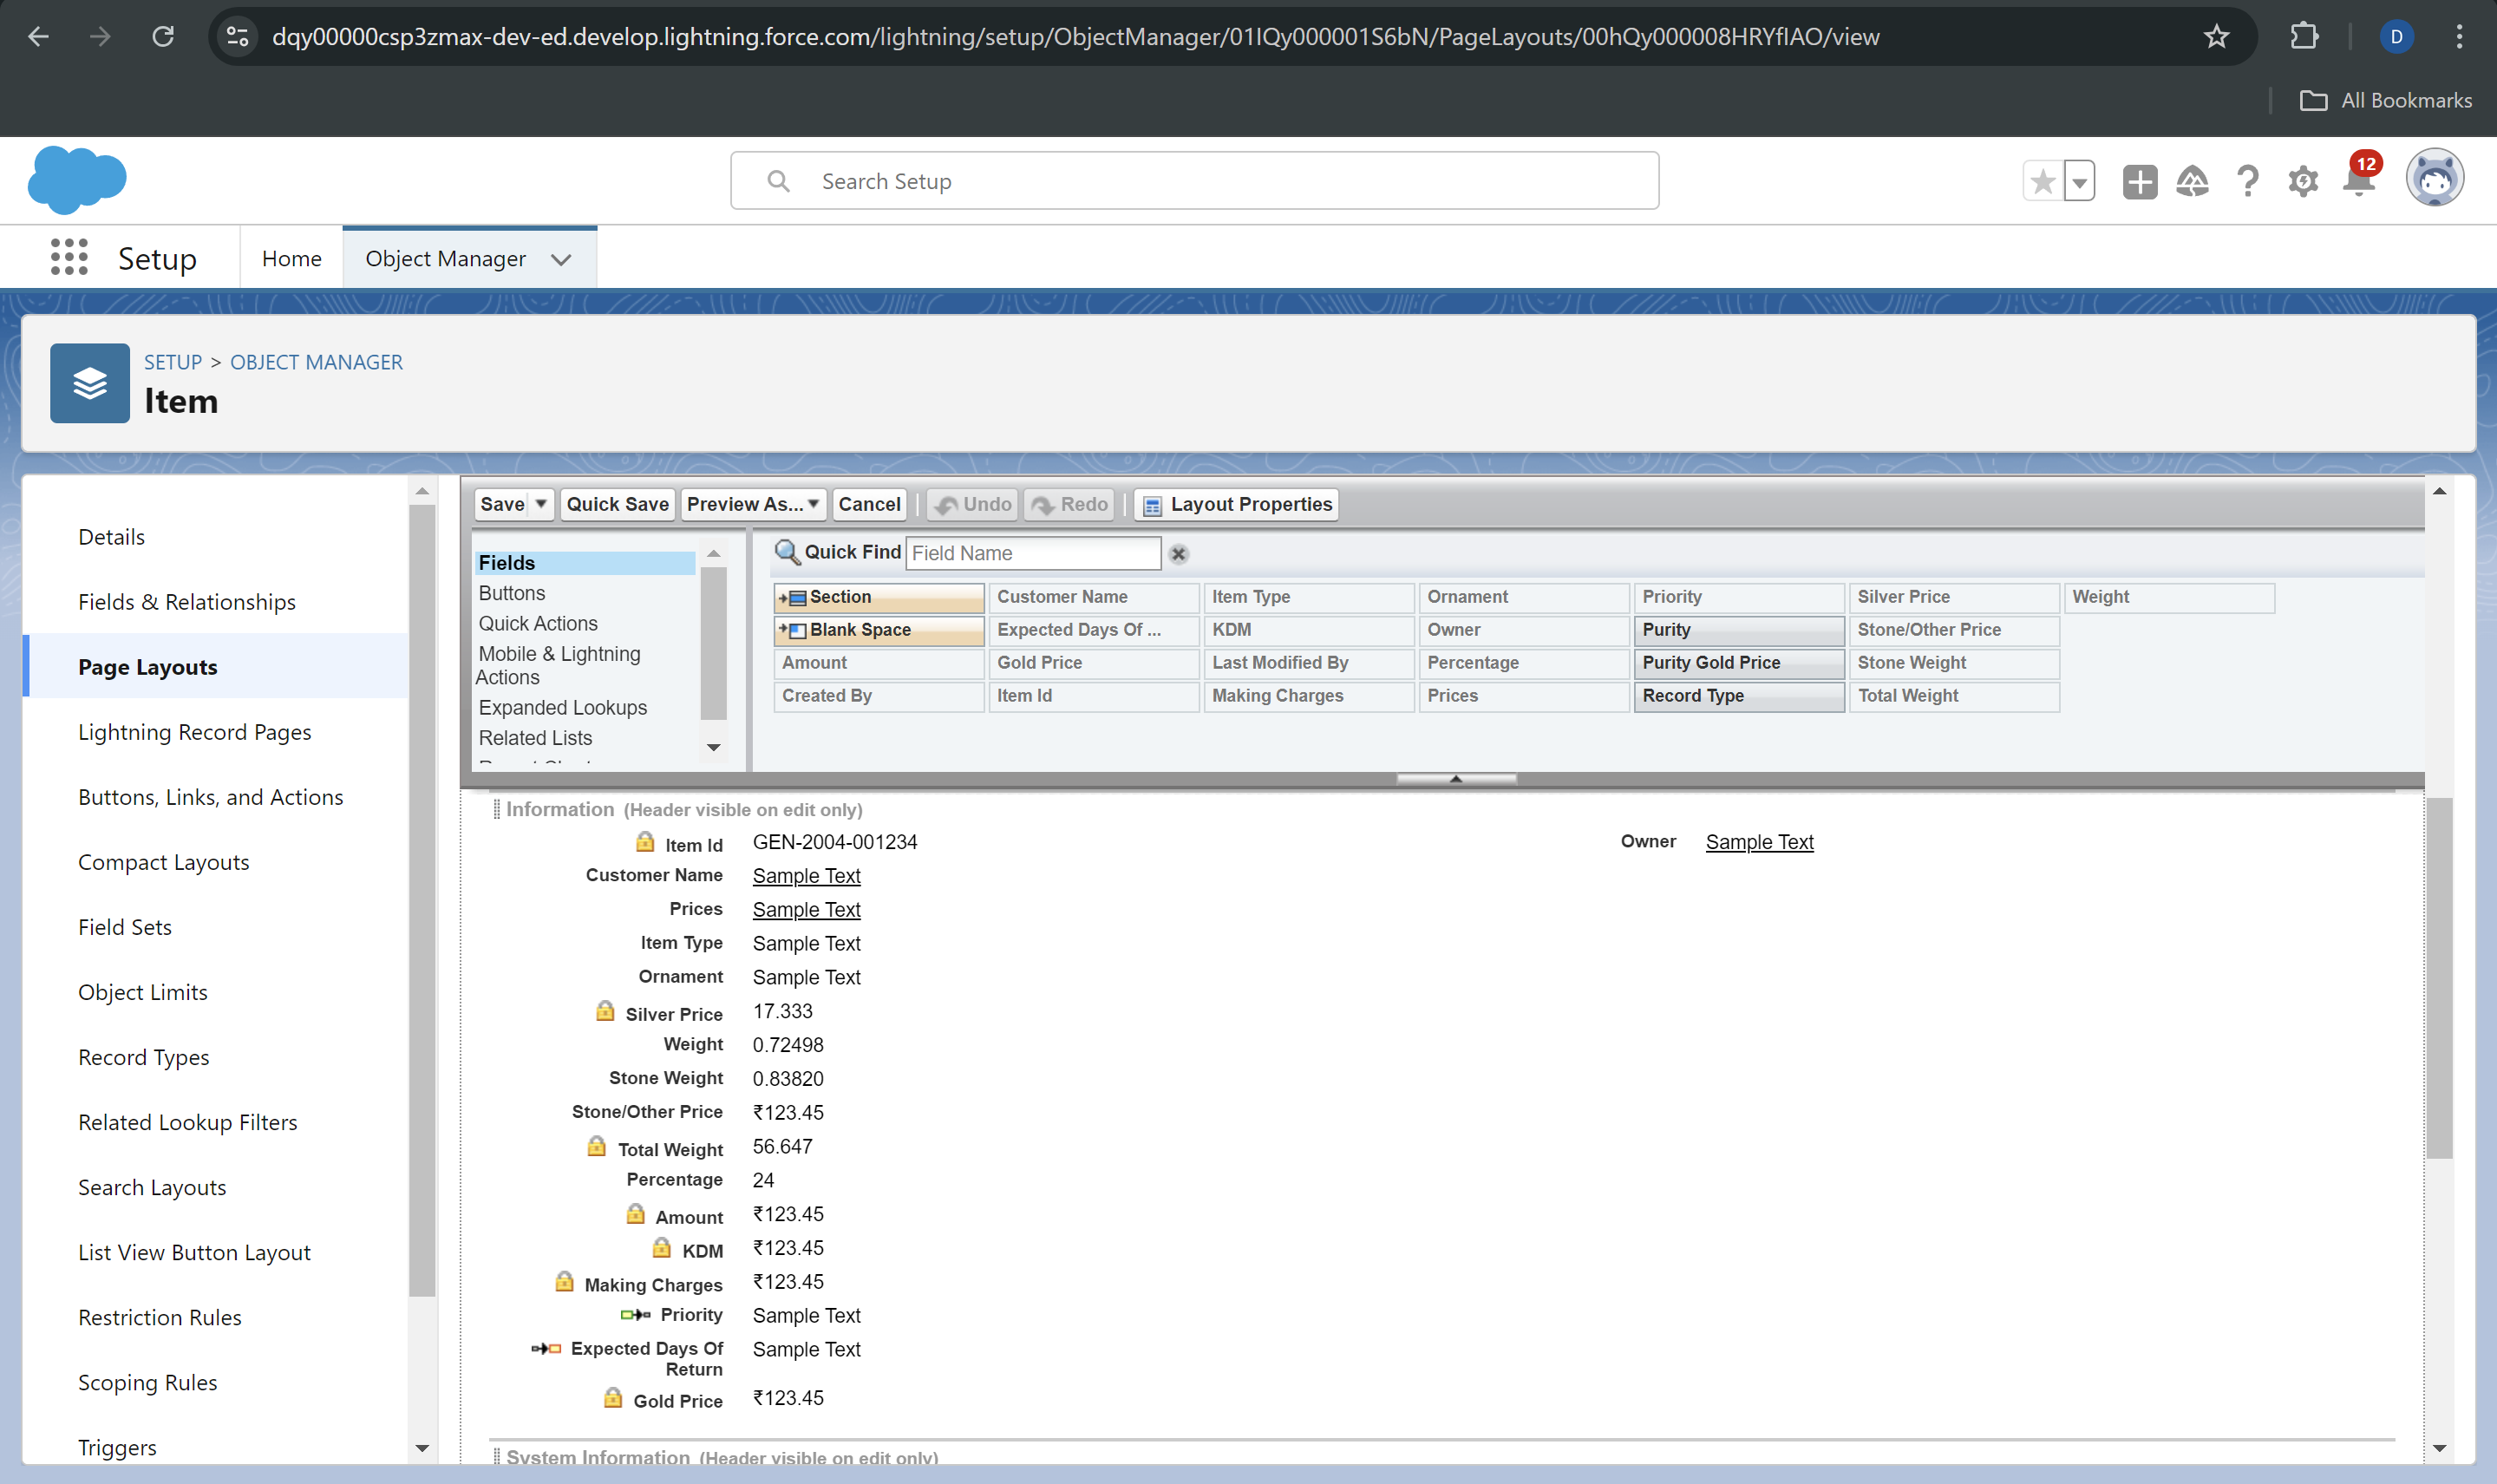 dqy00000csp3zmax-dev-ed.develop.lightning.force.com/lightning/setup/ObjectManager/01IQy000001S6bN/PageLayouts/00hQy000008HRYfIAO/view
D
All Bookmarks
Search Setup
12
Setup
Home
Object Manager
SETUP > OBJECT MANAGER
Item
Details
Fields & Relationships
Page Layouts
Lightning Record Pages
Buttons, Links, and Actions
Compact Layouts
Field Sets
Object Limits
Record Types
Related Lookup Filters
Search Layouts
List View Button Layout
Restriction Rules
Scoping Rules
Triggers
Save Quick Save Preview As... Cancel Undo Redo Layout Properties
Fields
Buttons
Quick Actions
Mobile & Lightning
Actions
Expanded Lookups
Related Lists
Quick Find Field Name
Section Customer Name Item Type Ornament Priority Silver Price Weight
Blank Space Expected Days Of ... KDM Owner Purity Stone/Other Price
Amount Gold Price Last Modified By Percentage Purity Gold Price Stone Weight
Created By Item Id Making Charges Prices Record Type Total Weight
Information (Header visible on edit only)
Item Id GEN-2004-001234 Owner Sample Text
Customer Name Sample Text
Prices Sample Text
Item Type Sample Text
Ornament Sample Text
Silver Price 17.333
Weight 0.72498
Stone Weight 0.83820
Stone/Other Price ₹123.45
Total Weight 56.647
Percentage 24
Amount ₹123.45
KDM ₹123.45
Making Charges ₹123.45
Priority Sample Text
Expected Days Of Return Sample Text
Gold Price ₹123.45
System Information (Header visible on edit only)